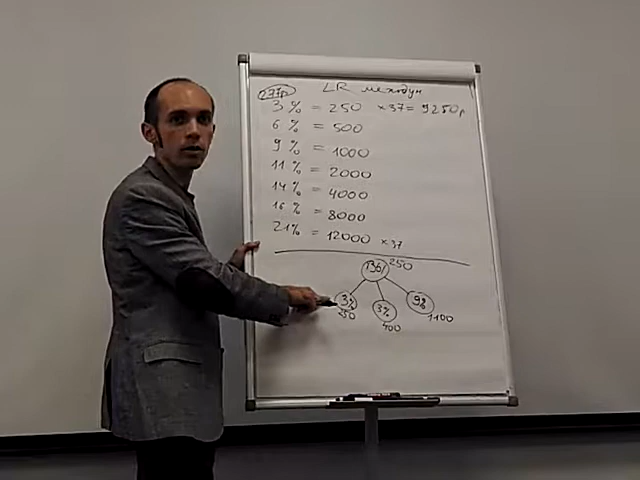 237р LR междун
3 % = 250 ×37 = 9250р
6 % = 500
9 % = 1000
11 % = 2000
14 % = 4000
16 % = 8000
21% = 12000 ×37
250
3% 3% 9%
250 400 1100